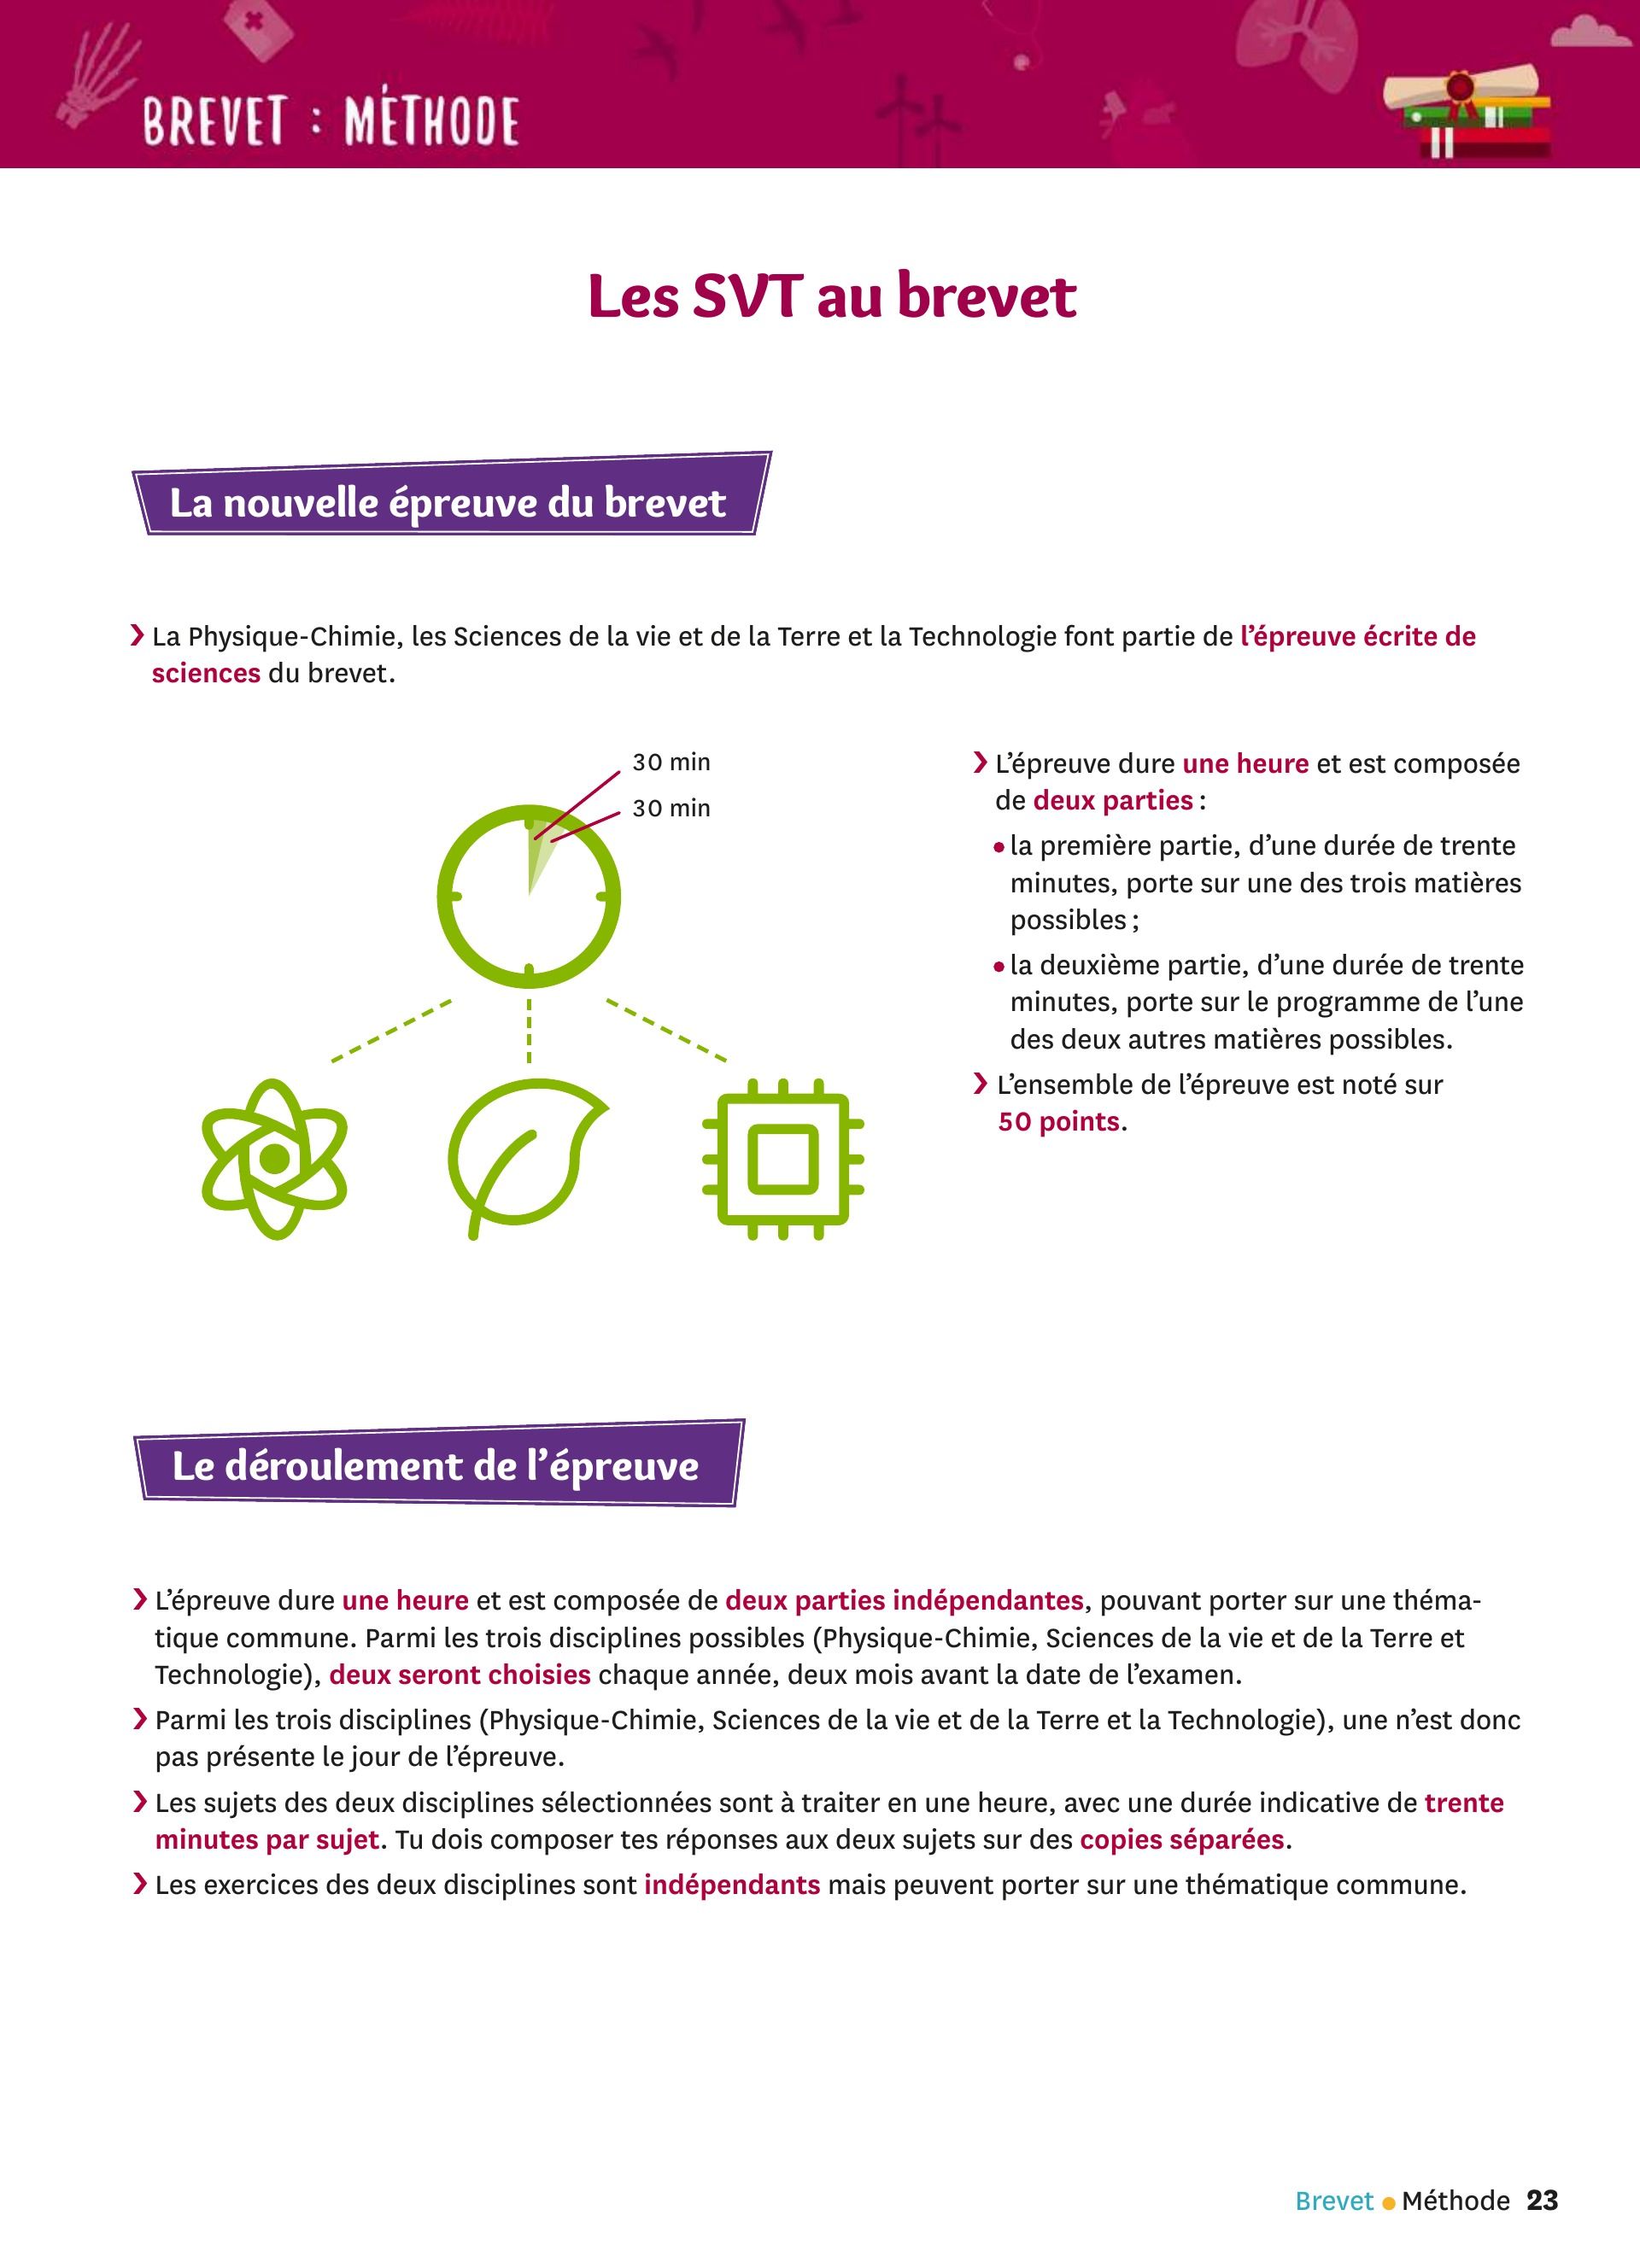 BREVET : MÉTHODE
Les SVT au brevet
La nouvelle épreuve du brevet
❯ La Physique-Chimie, les Sciences de la vie et de la Terre et la Technologie font partie de l’épreuve écrite de
sciences du brevet.
30 min
30 min
❯ L’épreuve dure une heure et est composée
de deux parties :
• la première partie, d’une durée de trente
minutes, porte sur une des trois matières
possibles ;
• la deuxième partie, d’une durée de trente
minutes, porte sur le programme de l’une
des deux autres matières possibles.
❯ L’ensemble de l’épreuve est noté sur
50 points.
Le déroulement de l’épreuve
❯ L’épreuve dure une heure et est composée de deux parties indépendantes, pouvant porter sur une théma-
tique commune. Parmi les trois disciplines possibles (Physique-Chimie, Sciences de la vie et de la Terre et
Technologie), deux seront choisies chaque année, deux mois avant la date de l’examen.
❯ Parmi les trois disciplines (Physique-Chimie, Sciences de la vie et de la Terre et la Technologie), une n’est donc
pas présente le jour de l’épreuve.
❯ Les sujets des deux disciplines sélectionnées sont à traiter en une heure, avec une durée indicative de trente
minutes par sujet. Tu dois composer tes réponses aux deux sujets sur des copies séparées.
❯ Les exercices des deux disciplines sont indépendants mais peuvent porter sur une thématique commune.
Brevet • Méthode 23